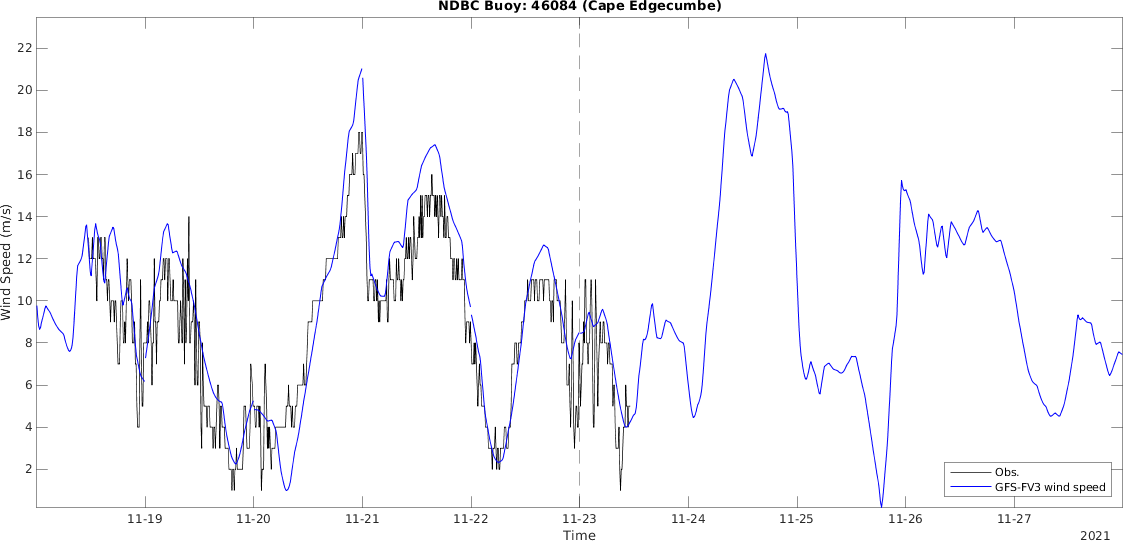 NDBC Buoy: 46084 (Cape Edgecumbe)
Wind Speed (m/s)
22
20
18
16
14
12
10
8
6
4
2
Obs.
GFS-FV3 wind speed
11-19 11-20 11-21 11-22 11-23 11-24 11-25 11-26 11-27
Time
2021